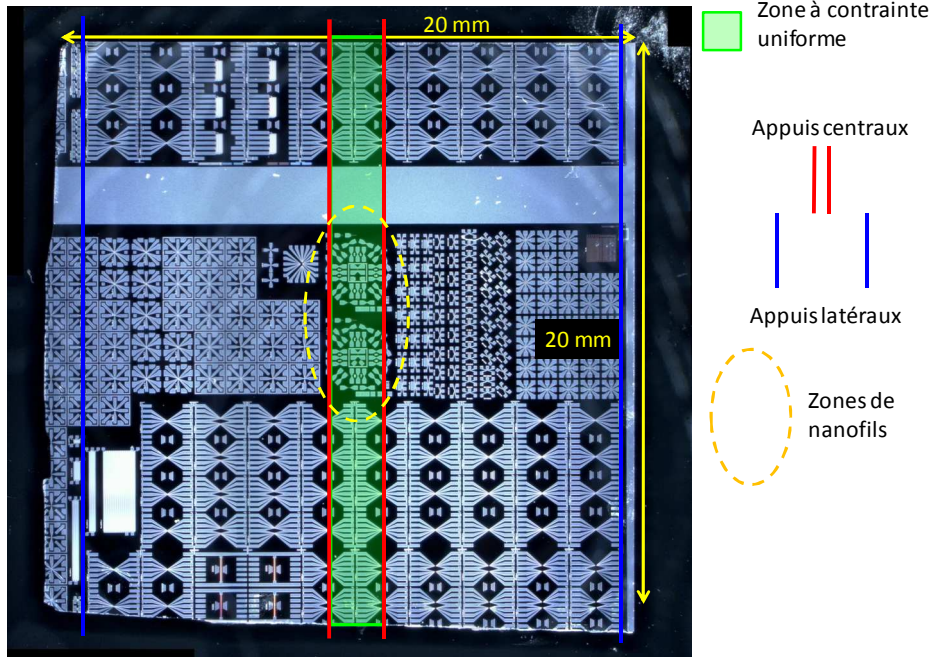 20 mm
Zone à contrainte
uniforme
Appuis centraux
20 mm
Appuis latéraux
Zones de
nanofils